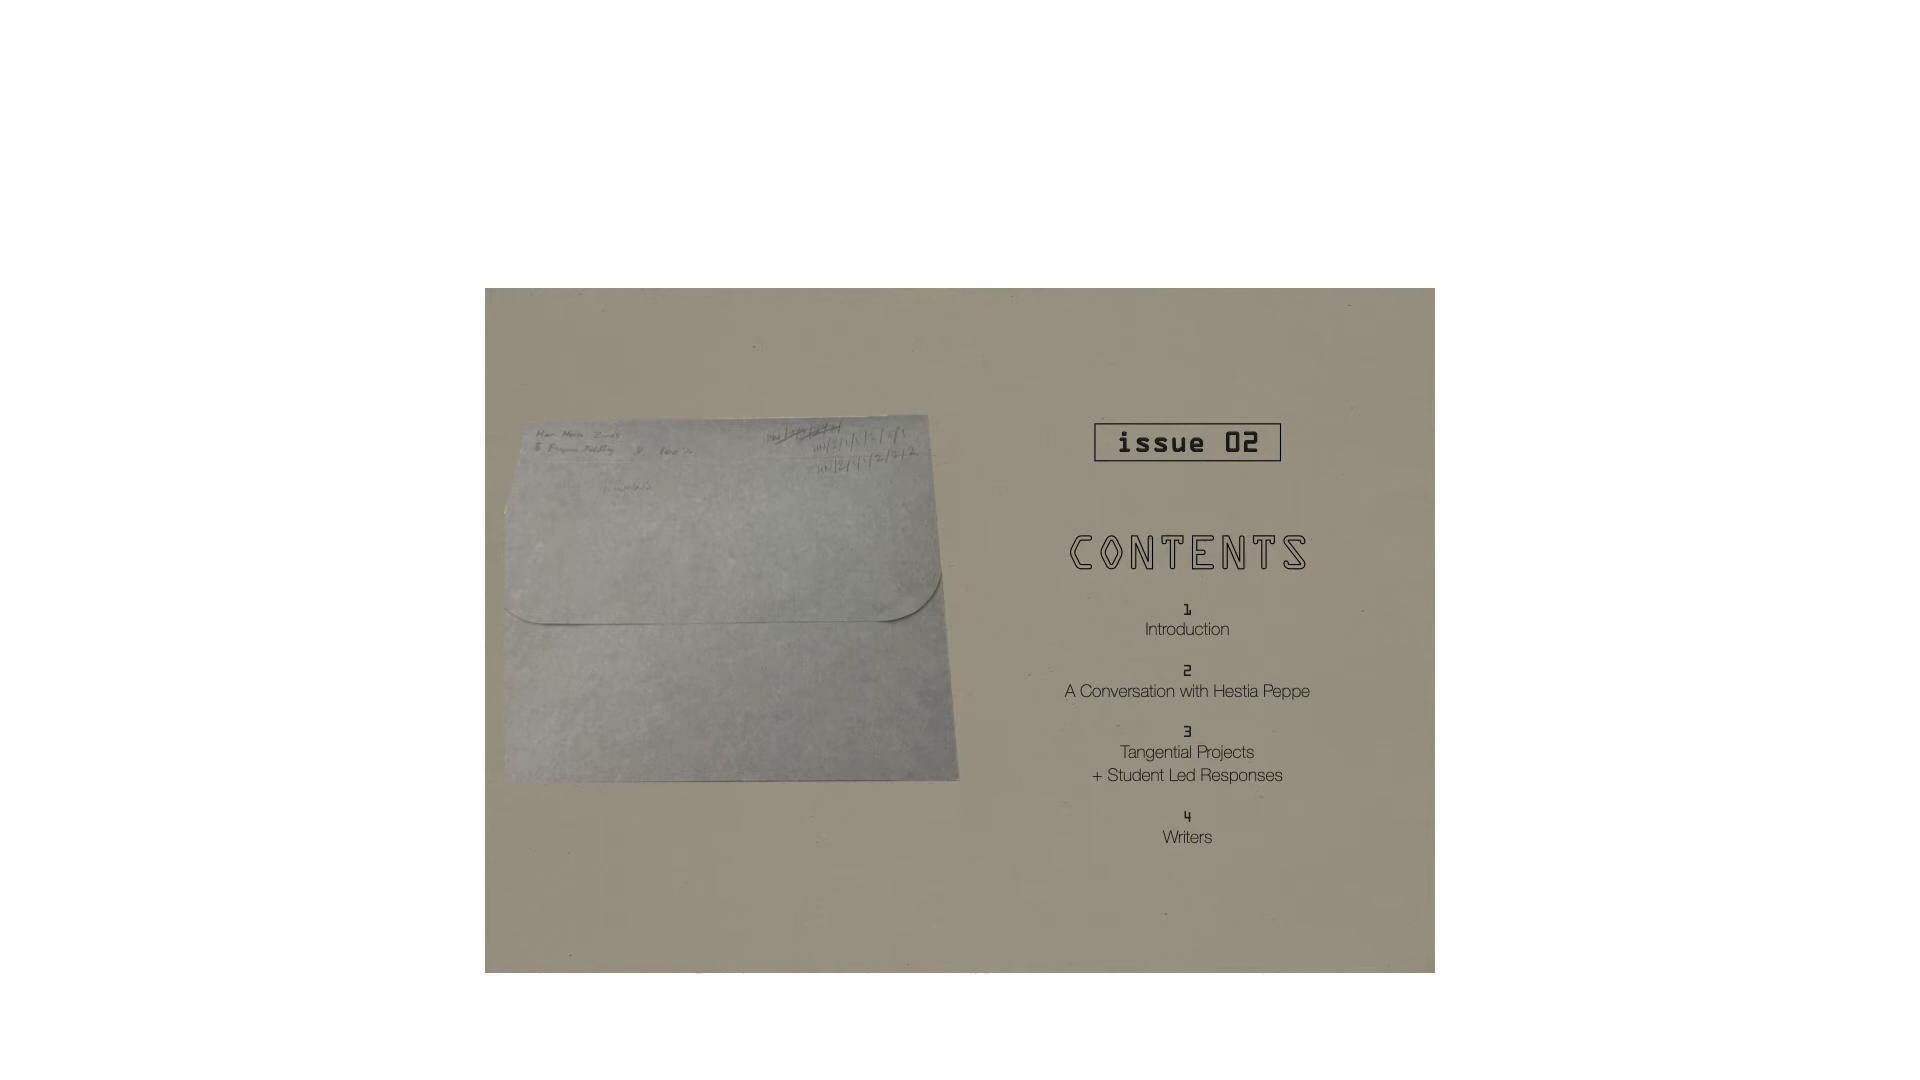 issue 02
CONTENTS
1
Introduction
2
A Conversation with Hestia Peppe
3
Tangential Projects
+ Student Led Responses
4
Writers